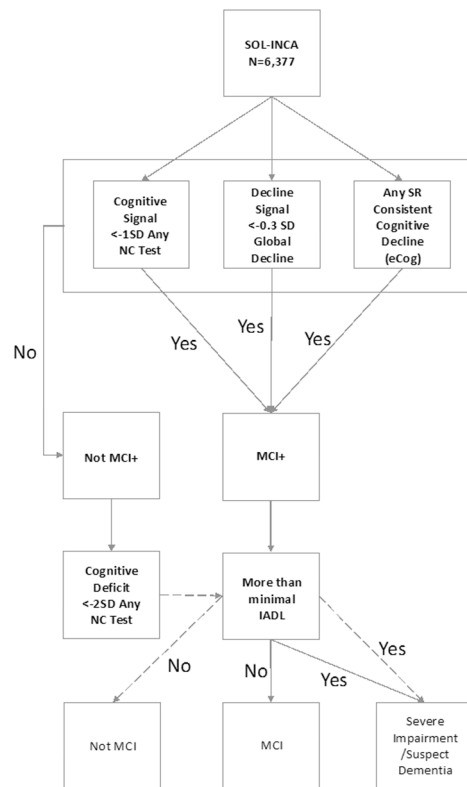 SOL-INCA
N=6,377
Cognitive
Signal
<-1SD Any
NC Test
Decline
Signal
<-0.3 SD
Global
Decline
Any SR
Consistent
Cognitive
Decline
(eCog)
No
Yes
Yes
Yes
Not MCI+
MCI+
Cognitive
Deficit
<-2SD Any
NC Test
More than
minimal
IADL
No
No
Yes
Yes
Not MCI
MCI
Severe
Impairment
/Suspect
Dementia